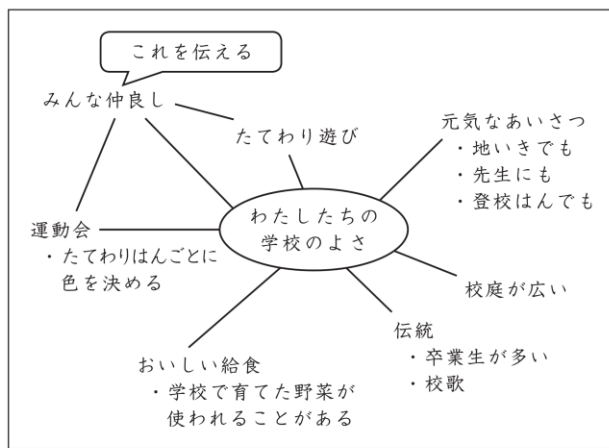 これを伝える
みんな仲良し
たてわり遊び
元気なあいさつ
・地いきでも
・先生にも
・登校はんでも
わたしたちの
学校のよさ
運動会
・たてわりはんごとに
色を決める
校庭が広い
伝統
・卒業生が多い
・校歌
おいしい給食
・学校で育てた野菜が
使われることがある